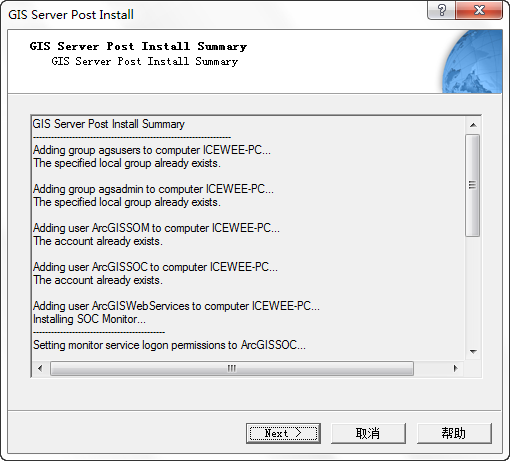 GIS Server Post Install
GIS Server Post Install Summary
GIS Server Post Install Summary
GIS Server Post Install Summary
------------------------------------------------------------------
Adding group agsusers to computer ICEWEE-PC...
The specified local group already exists.
Adding group agsadmin to computer ICEWEE-PC...
The specified local group already exists.
Adding user ArcGISSOM to computer ICEWEE-PC...
The account already exists.
Adding user ArcGISSOC to computer ICEWEE-PC...
The account already exists.
Adding user ArcGISWebServices to computer ICEWEE-PC...
Installing SOC Monitor...
--------------------------------------------
Setting monitor service logon permissions to ArcGISSOC...
Next >
取消
帮助